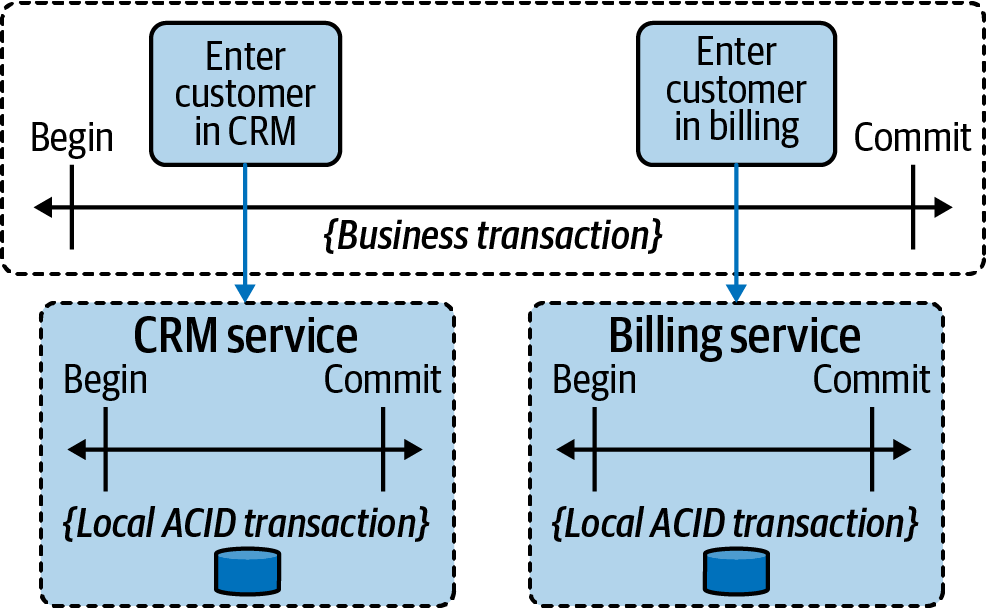 Enter
customer
in CRM
Enter
customer
in billing
Begin
Commit
{Business transaction}
CRM service
Begin
Commit
{Local ACID transaction}
Billing service
Begin
Commit
{Local ACID transaction}